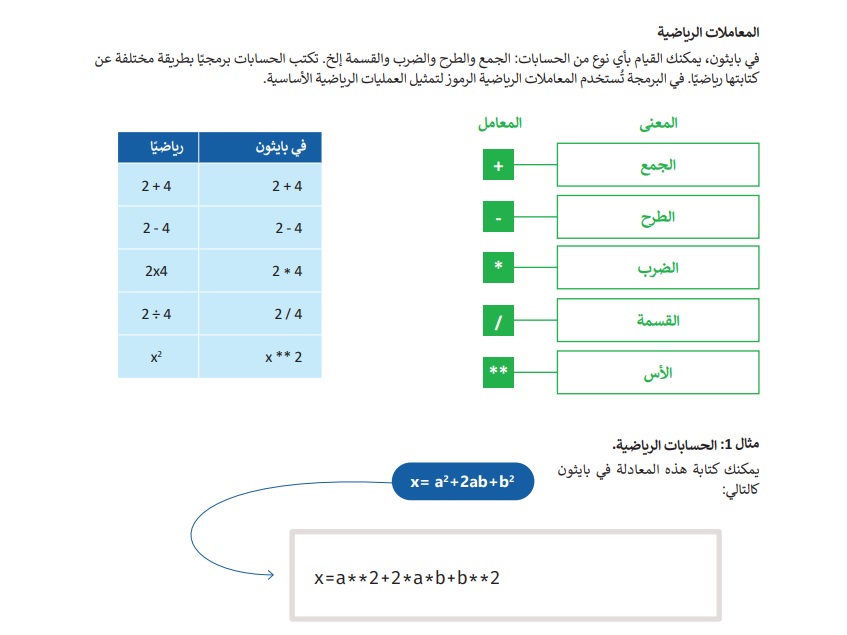 المعاملات الرياضية
في بايثون، يمكنك القيام بأي نوع من الحسابات: الجمع والطرح والضرب والقسمة إلخ. تكتب الحسابات برمجيًا بطريقة مختلفة عن
كتابتها رياضيًا. في البرمجة تُستخدم المعاملات الرياضية الرموز لتمثيل العمليات الرياضية الأساسية.
المعنى المعامل
الجمع +
الطرح -
الضرب *
القسمة /
الأس **
في بايثون رياضيًا
2 + 4 2 + 4
2 - 4 2 - 4
2 * 4 2x4
2 / 4 2 ÷ 4
x ** 2 x²
مثال 1: الحسابات الرياضية.
يمكنك كتابة هذه المعادلة في بايثون
كالتالي:
x= a²+2ab+b²
x=a**2+2*a*b+b**2